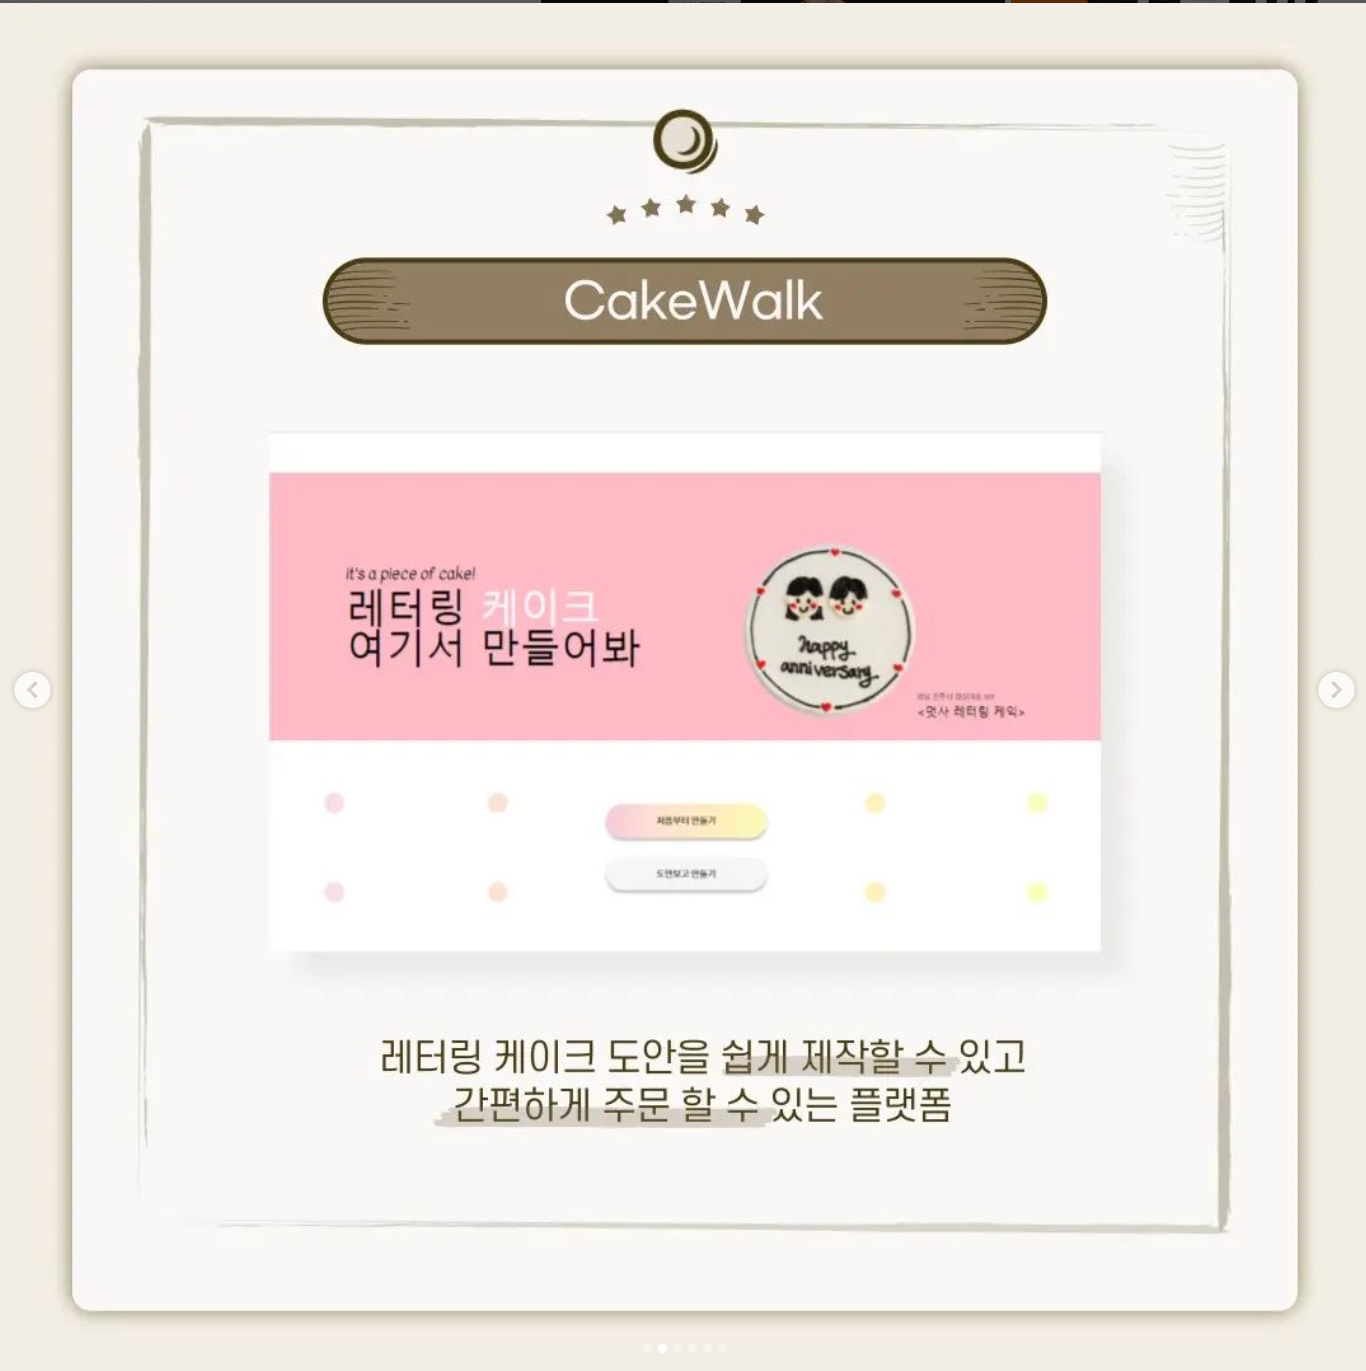 CakeWalk
it's a piece of cake!
레터링 케이크
여기서 만들어봐
happy
anniversary
<멋사 레터링 케익>
처음부터 만들기
도안보고 만들기
레터링 케이크 도안을 쉽게 제작할 수 있고
간편하게 주문 할 수 있는 플랫폼